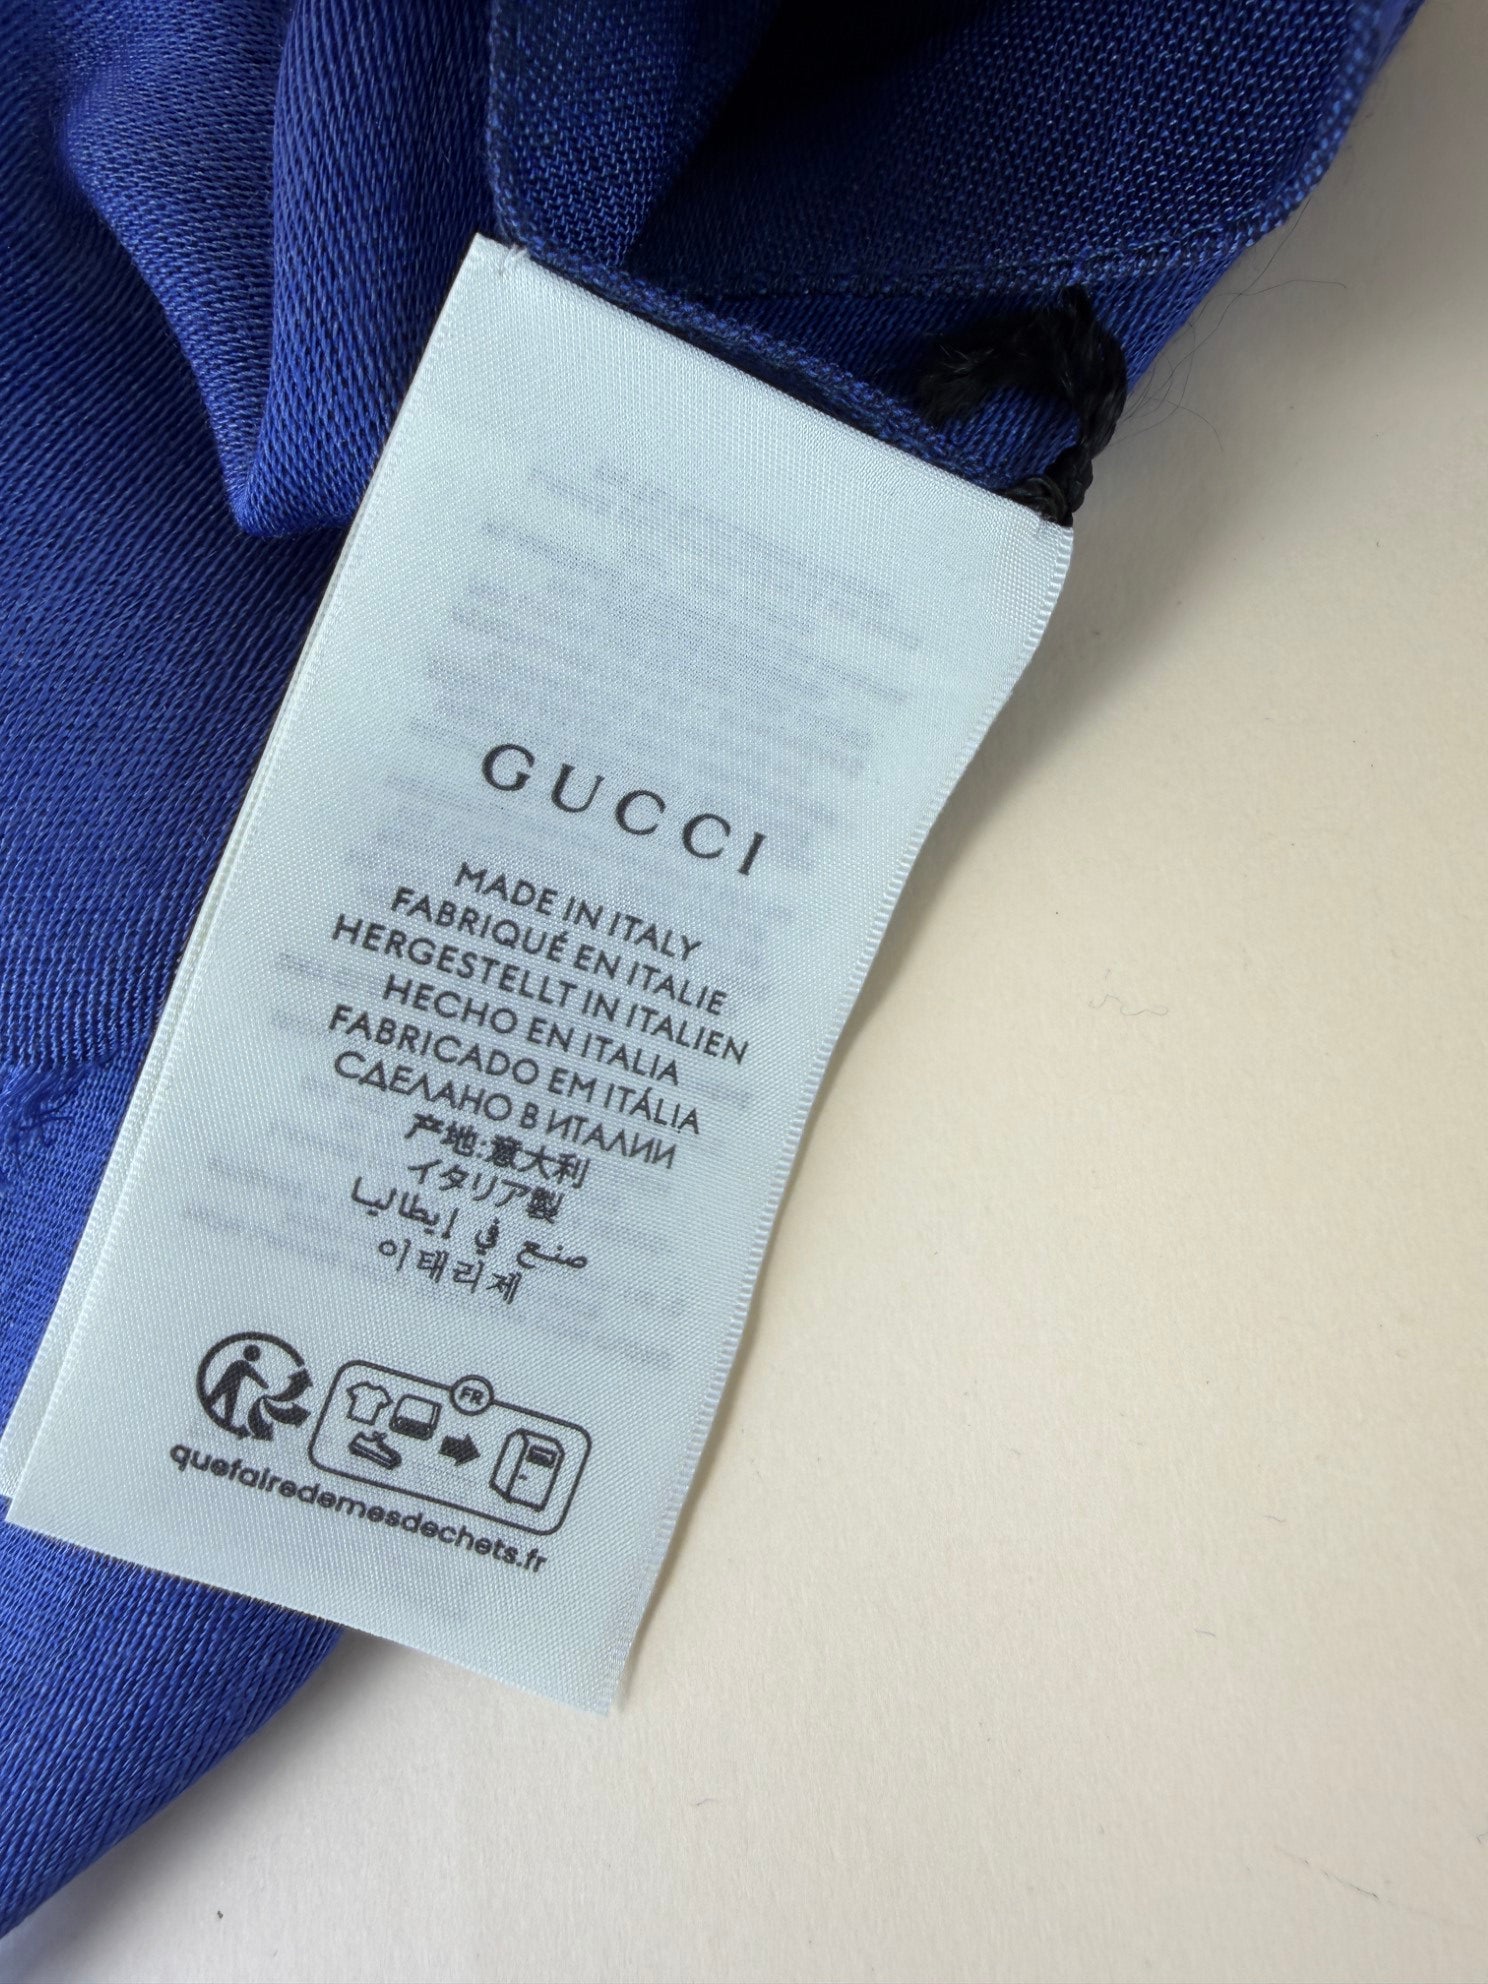 GUCCI
MADE IN ITALY
FABRIQUÉ EN ITALIE
HERGESTELLT IN ITALIEN
HECHO EN ITALIA
FABRICADO EM ITÁLIA
СДЕЛАНО В ИТАЛИИ
产地:意大利
イタリア製
صنع في إيطاليا
이태리제
FR
quefairedemesdechets.fr